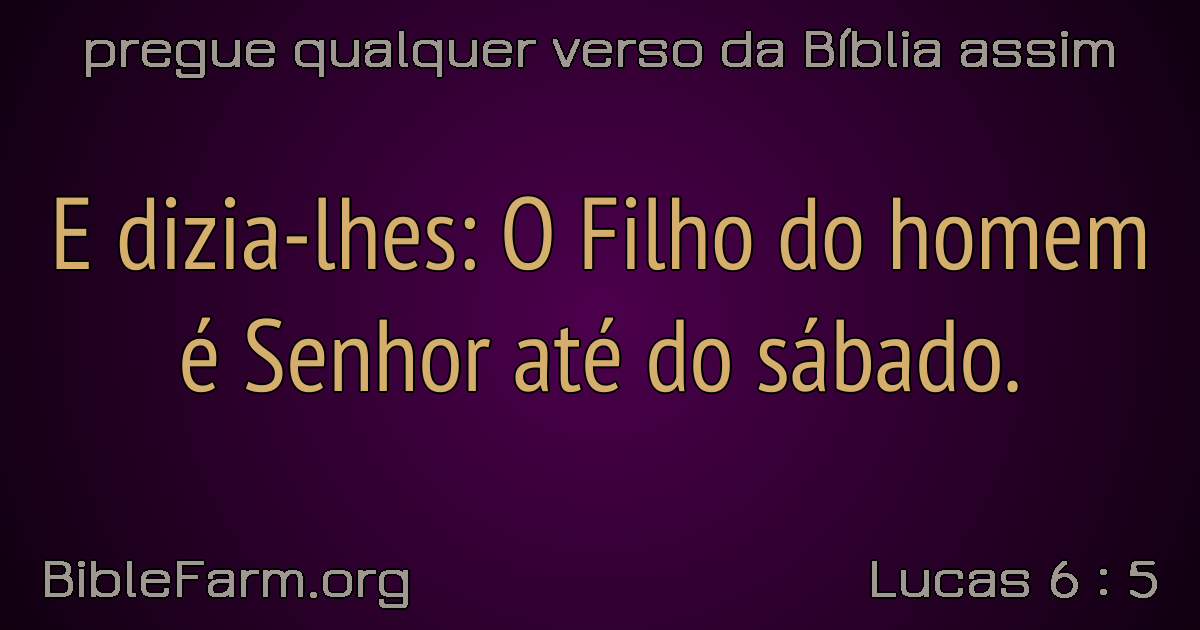 pregue qualquer verso da Bíblia assim
E dizia-lhes: O Filho do homem
é Senhor até do sábado.
BibleFarm.org
Lucas 6 : 5